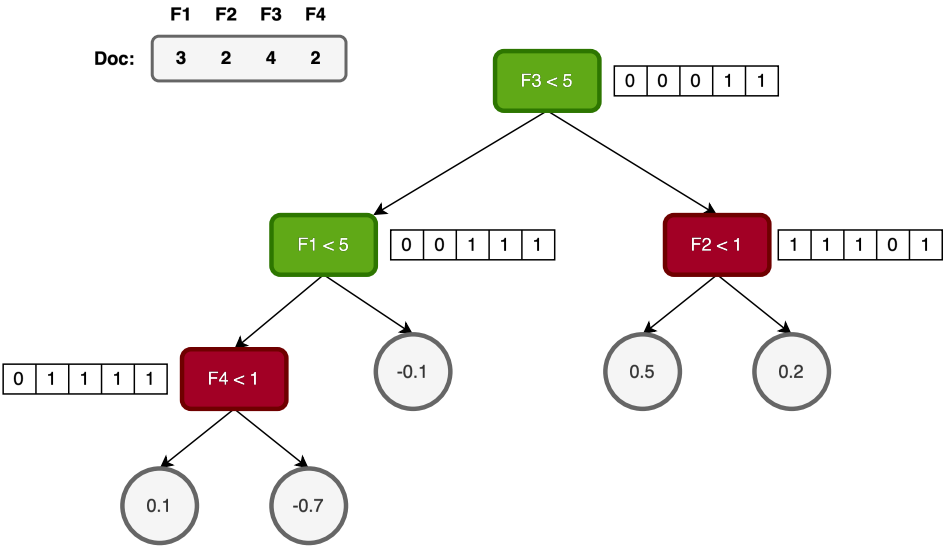 F1 F2 F3 F4
Doc: 3 2 4 2
F3 < 5 0 0 0 1 1
F1 < 5 0 0 1 1 1
F2 < 1 1 1 1 0 1
0 1 1 1 1 F4 < 1
-0.1
0.5
0.2
0.1
-0.7